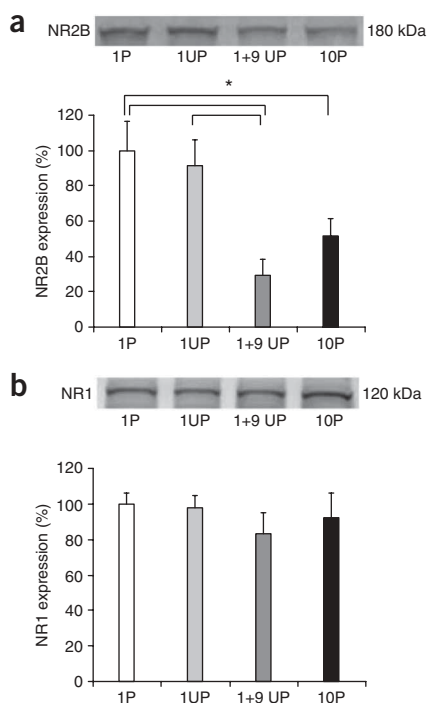 a
NR2B 180 kDa
1P 1UP 1+9 UP 10P
*
NR2B expression (%)
120
100
80
60
40
20
0
1P 1UP 1+9 UP 10P
b
NR1 120 kDa
1P 1UP 1+9 UP 10P
NR1 expression (%)
120
100
80
60
40
20
0
1P 1UP 1+9 UP 10P